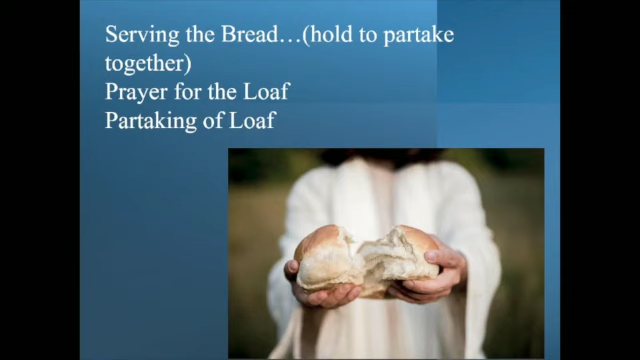 Serving the Bread…(hold to partake
together)
Prayer for the Loaf
Partaking of Loaf